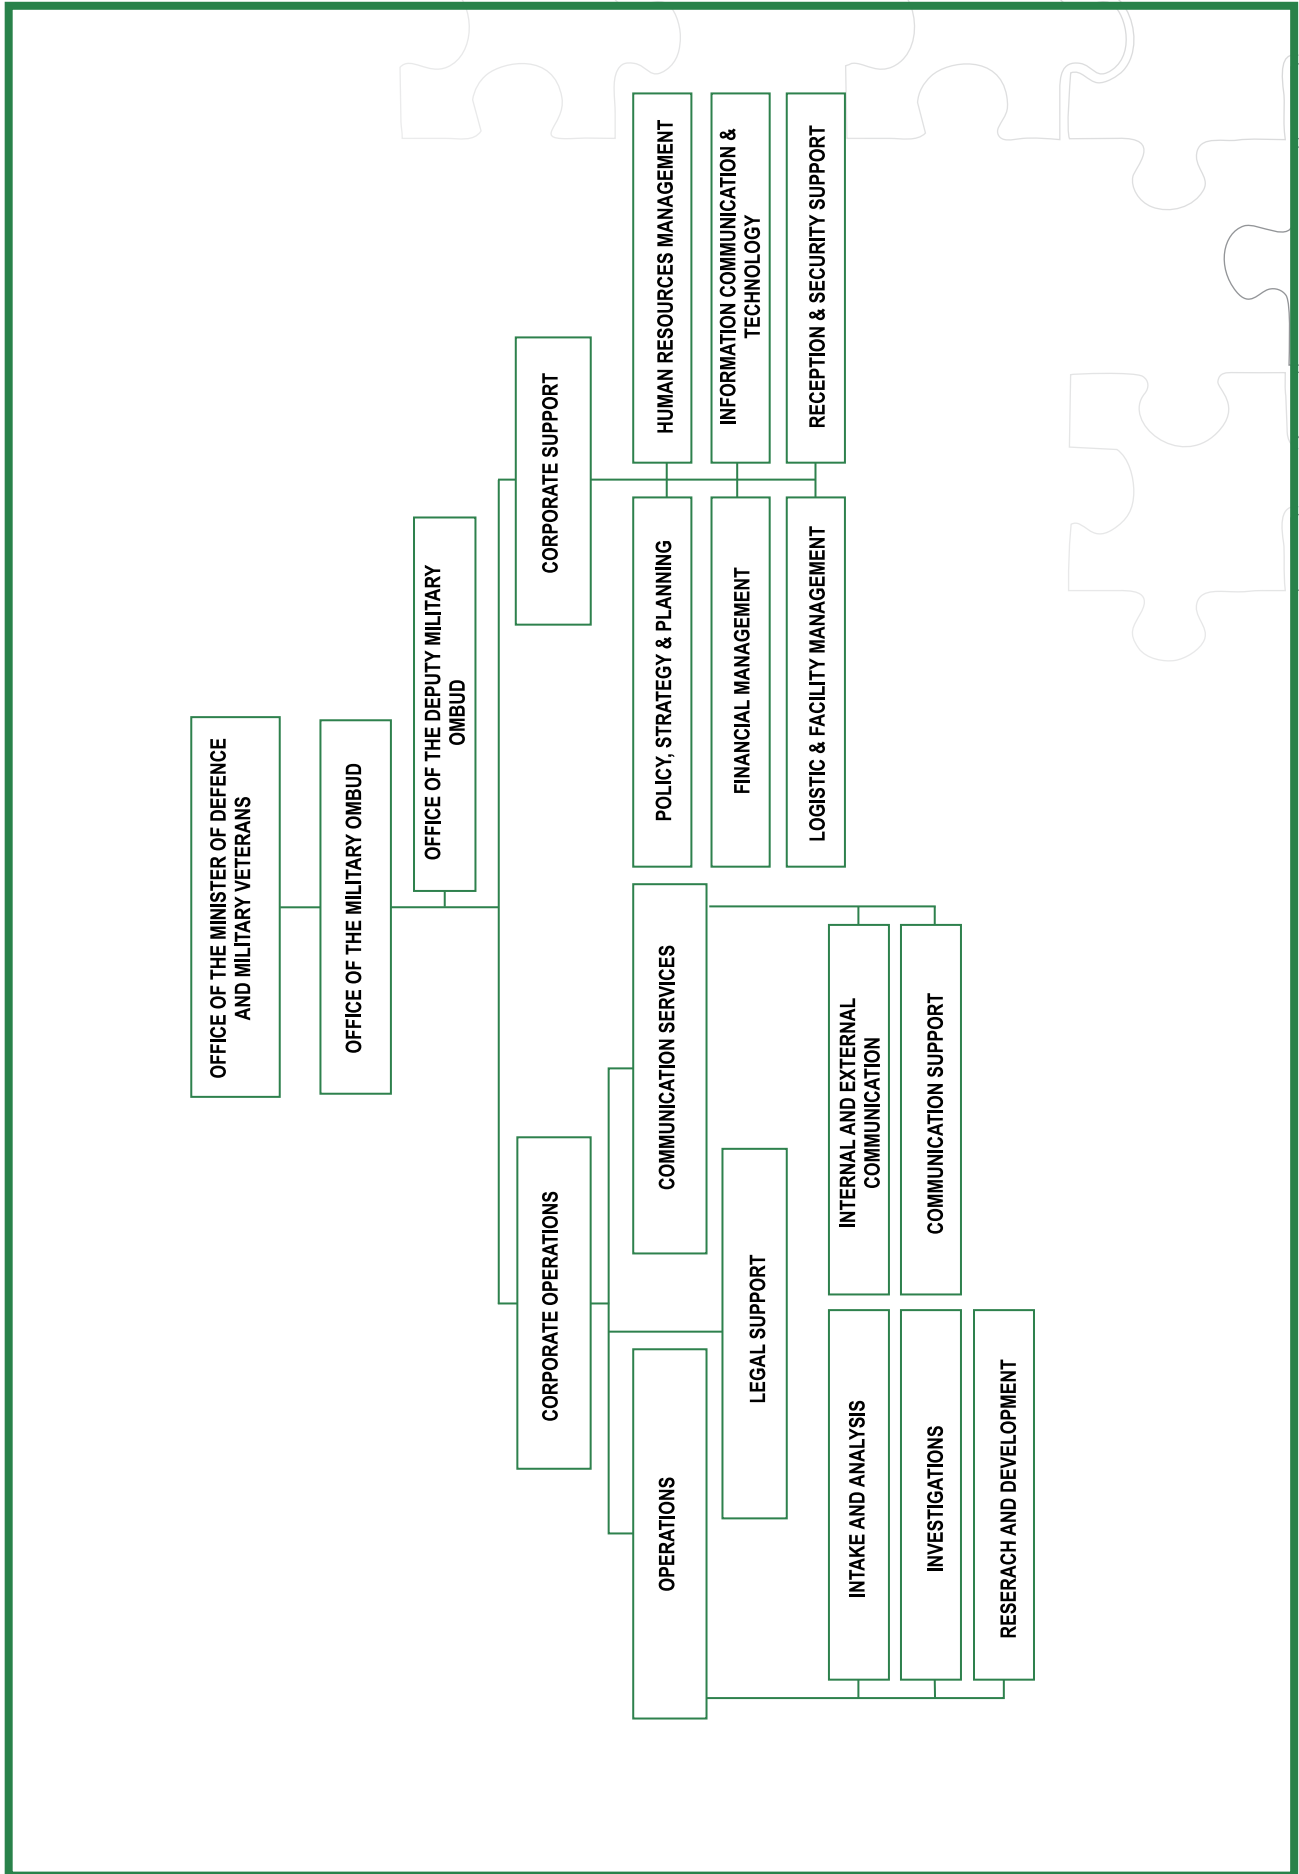 OFFICE OF THE MINISTER OF DEFENCE
AND MILITARY VETERANS
OFFICE OF THE MILITARY OMBUD
OFFICE OF THE DEPUTY MILITARY
OMBUD
CORPORATE OPERATIONS
CORPORATE SUPPORT
OPERATIONS
COMMUNICATION SERVICES
LEGAL SUPPORT
INTAKE AND ANALYSIS
INVESTIGATIONS
RESERACH AND DEVELOPMENT
INTERNAL AND EXTERNAL
COMMUNICATION
COMMUNICATION SUPPORT
POLICY, STRATEGY & PLANNING
HUMAN RESOURCES MANAGEMENT
FINANCIAL MANAGEMENT
INFORMATION COMMUNICATION &
TECHNOLOGY
LOGISTIC & FACILITY MANAGEMENT
RECEPTION & SECURITY SUPPORT